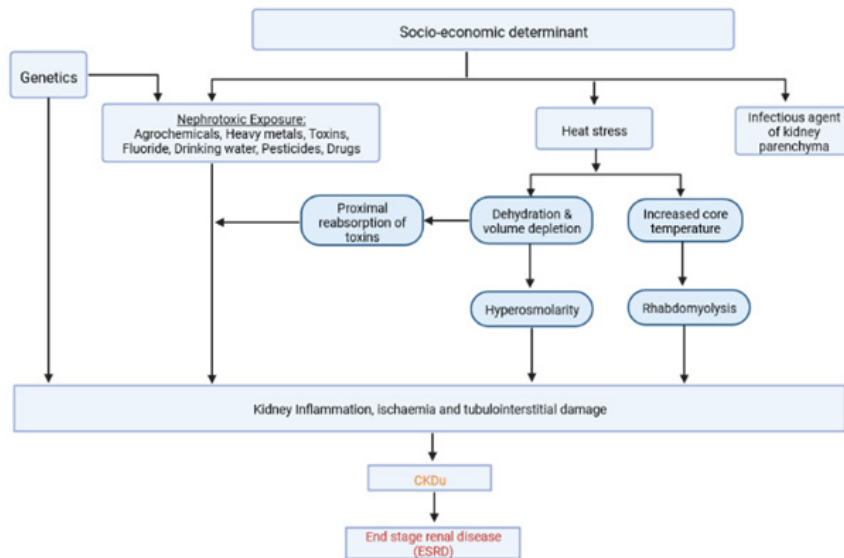 Socio-economic determinant
Genetics
Nephrotoxic Exposure:
Agrochemicals, Heavy metals, Toxins,
Fluoride, Drinking water, Pesticides, Drugs
Heat stress
Infectious agent
of kidney
parenchyma
Proximal
reabsorption of
toxins
Dehydration &
volume depletion
Increased core
temperature
Hyperosmolarity
Rhabdomyolysis
Kidney Inflammation, ischaemia and tubulointerstitial damage
CKDu
End stage renal disease
(ESRD)